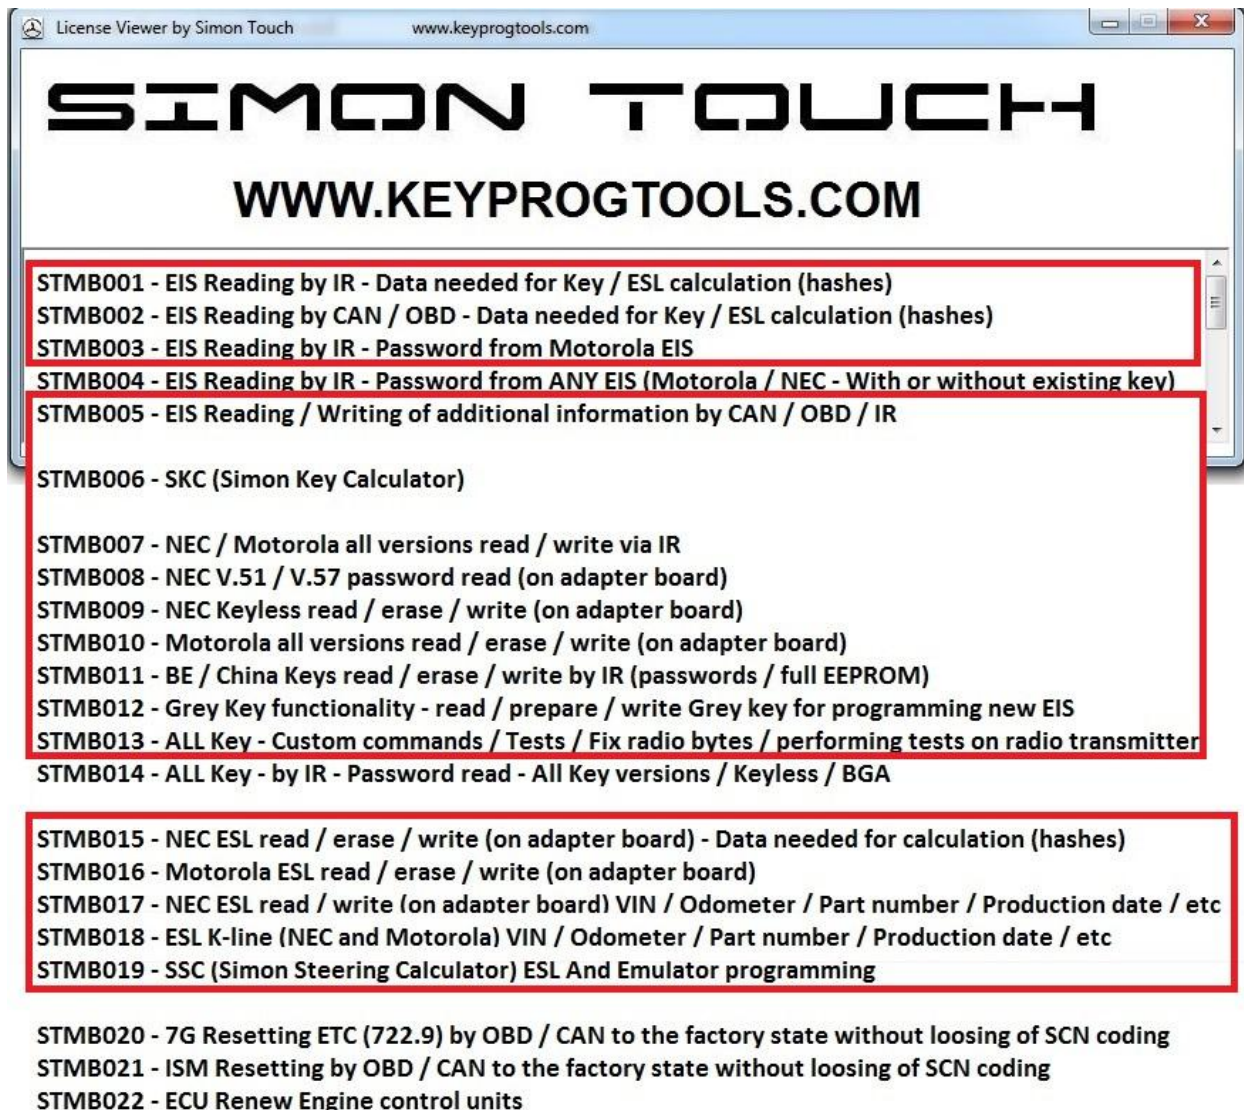 License Viewer by Simon Touch www.keyprogtools.com
SIMON TOUCH
WWW.KEYPROGTOOLS.COM
STMB001 - EIS Reading by IR - Data needed for Key / ESL calculation (hashes)
STMB002 - EIS Reading by CAN / OBD - Data needed for Key / ESL calculation (hashes)
STMB003 - EIS Reading by IR - Password from Motorola EIS
STMB004 - EIS Reading by IR - Password from ANY EIS (Motorola / NEC - With or without existing key)
STMB005 - EIS Reading / Writing of additional information by CAN / OBD / IR
STMB006 - SKC (Simon Key Calculator)
STMB007 - NEC / Motorola all versions read / write via IR
STMB008 - NEC V.51 / V.57 password read (on adapter board)
STMB009 - NEC Keyless read / erase / write (on adapter board)
STMB010 - Motorola all versions read / erase / write (on adapter board)
STMB011 - BE / China Keys read / erase / write by IR (passwords / full EEPROM)
STMB012 - Grey Key functionality - read / prepare / write Grey key for programming new EIS
STMB013 - ALL Key - Custom commands / Tests / Fix radio bytes / performing tests on radio transmitter
STMB014 - ALL Key - by IR - Password read - All Key versions / Keyless / BGA
STMB015 - NEC ESL read / erase / write (on adapter board) - Data needed for calculation (hashes)
STMB016 - Motorola ESL read / erase / write (on adapter board)
STMB017 - NEC ESL read / write (on adapter board) VIN / Odometer / Part number / Production date / etc
STMB018 - ESL K-line (NEC and Motorola) VIN / Odometer / Part number / Production date / etc
STMB019 - SSC (Simon Steering Calculator) ESL And Emulator programming
STMB020 - 7G Resetting ETC (722.9) by OBD / CAN to the factory state without loosing of SCN coding
STMB021 - ISM Resetting by OBD / CAN to the factory state without loosing of SCN coding
STMB022 - ECU Renew Engine control units